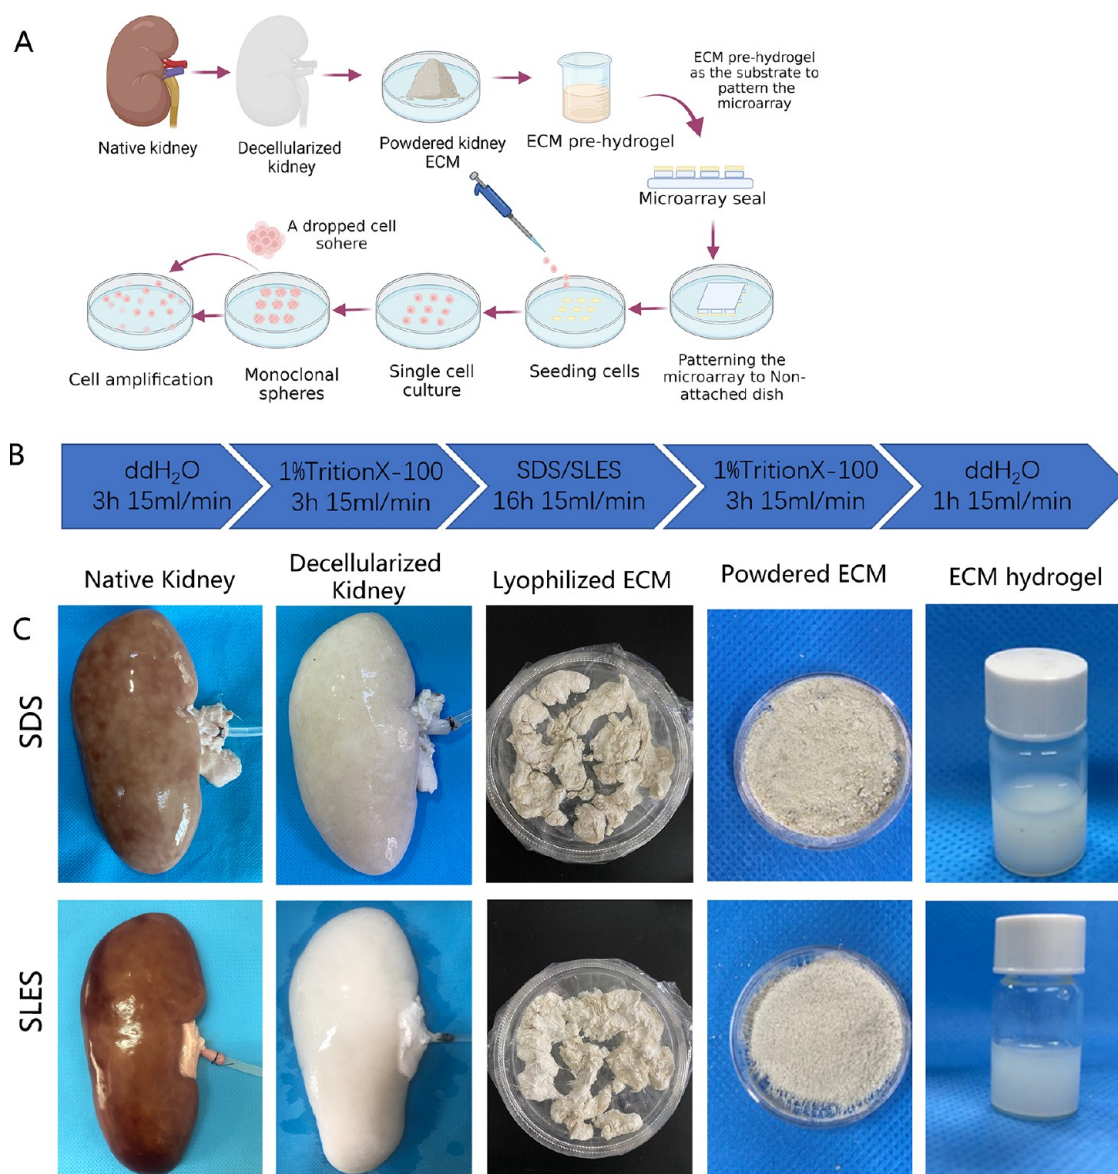 A
ECM pre-hydrogel
as the substrate to
pattern the
microarray
Native kidney
Decellularized
kidney
Powdered kidney
ECM
ECM pre-hydrogel
Microarray seal
A dropped cell
sohere
Cell amplification
Monoclonal
spheres
Single cell
culture
Seeding cells
Patterning the
microarray to Non-
attached dish
B
ddH₂O
3h 15ml/min
1%TritionX-100
3h 15ml/min
SDS/SLES
16h 15ml/min
1%TritionX-100
3h 15ml/min
ddH₂O
1h 15ml/min
C
Native Kidney
Decellularized
Kidney
Lyophilized ECM
Powdered ECM
ECM hydrogel
SDS
SLES